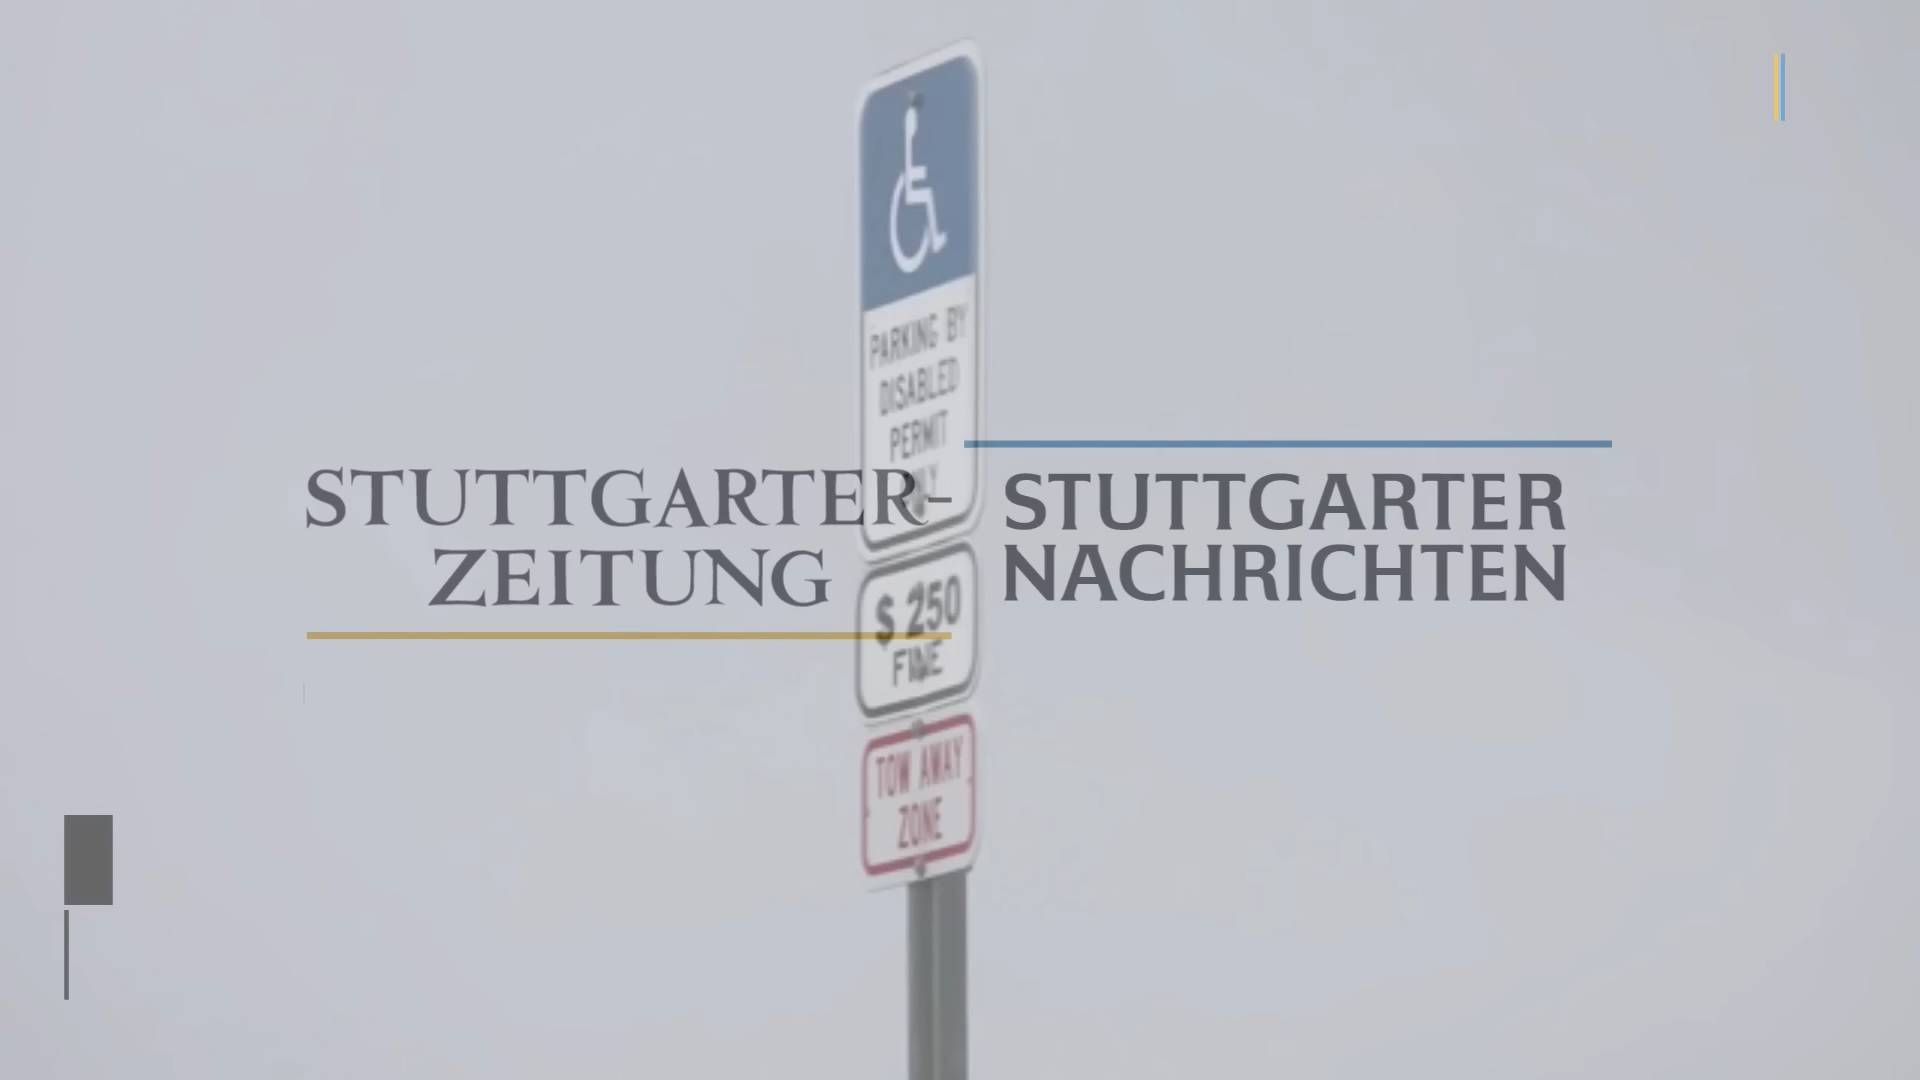 PARKING BY
DISABLED
PERMIT
STUTTGARTER-
ZEITUNG
STUTTGARTER
NACHRICHTEN
$ 250
FINE
TOW AWAY
ZONE